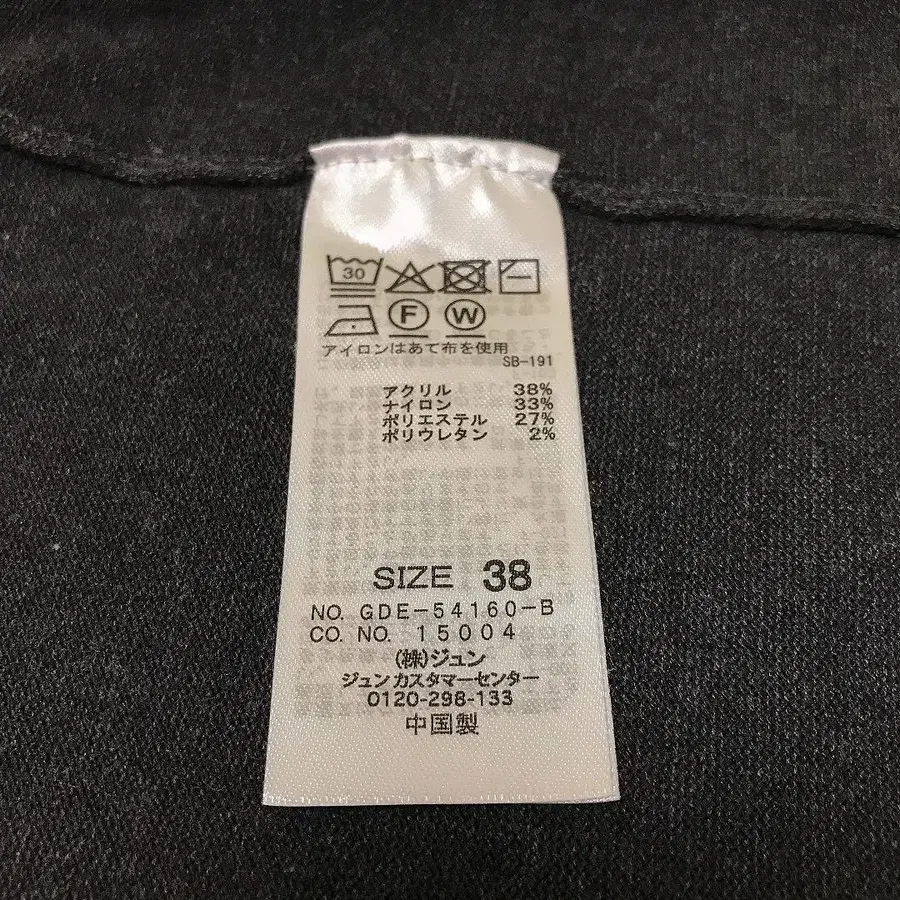 30
F W
アイロンはあて布を使用
SB-191
アクリル 38%
ナイロン 33%
ポリエステル 27%
ポリウレタン 2%
SIZE 38
NO. GDE-54160-B
CO. NO. 15004
(株)ジュン
ジュンカスタマーセンター
0120-298-133
中国製